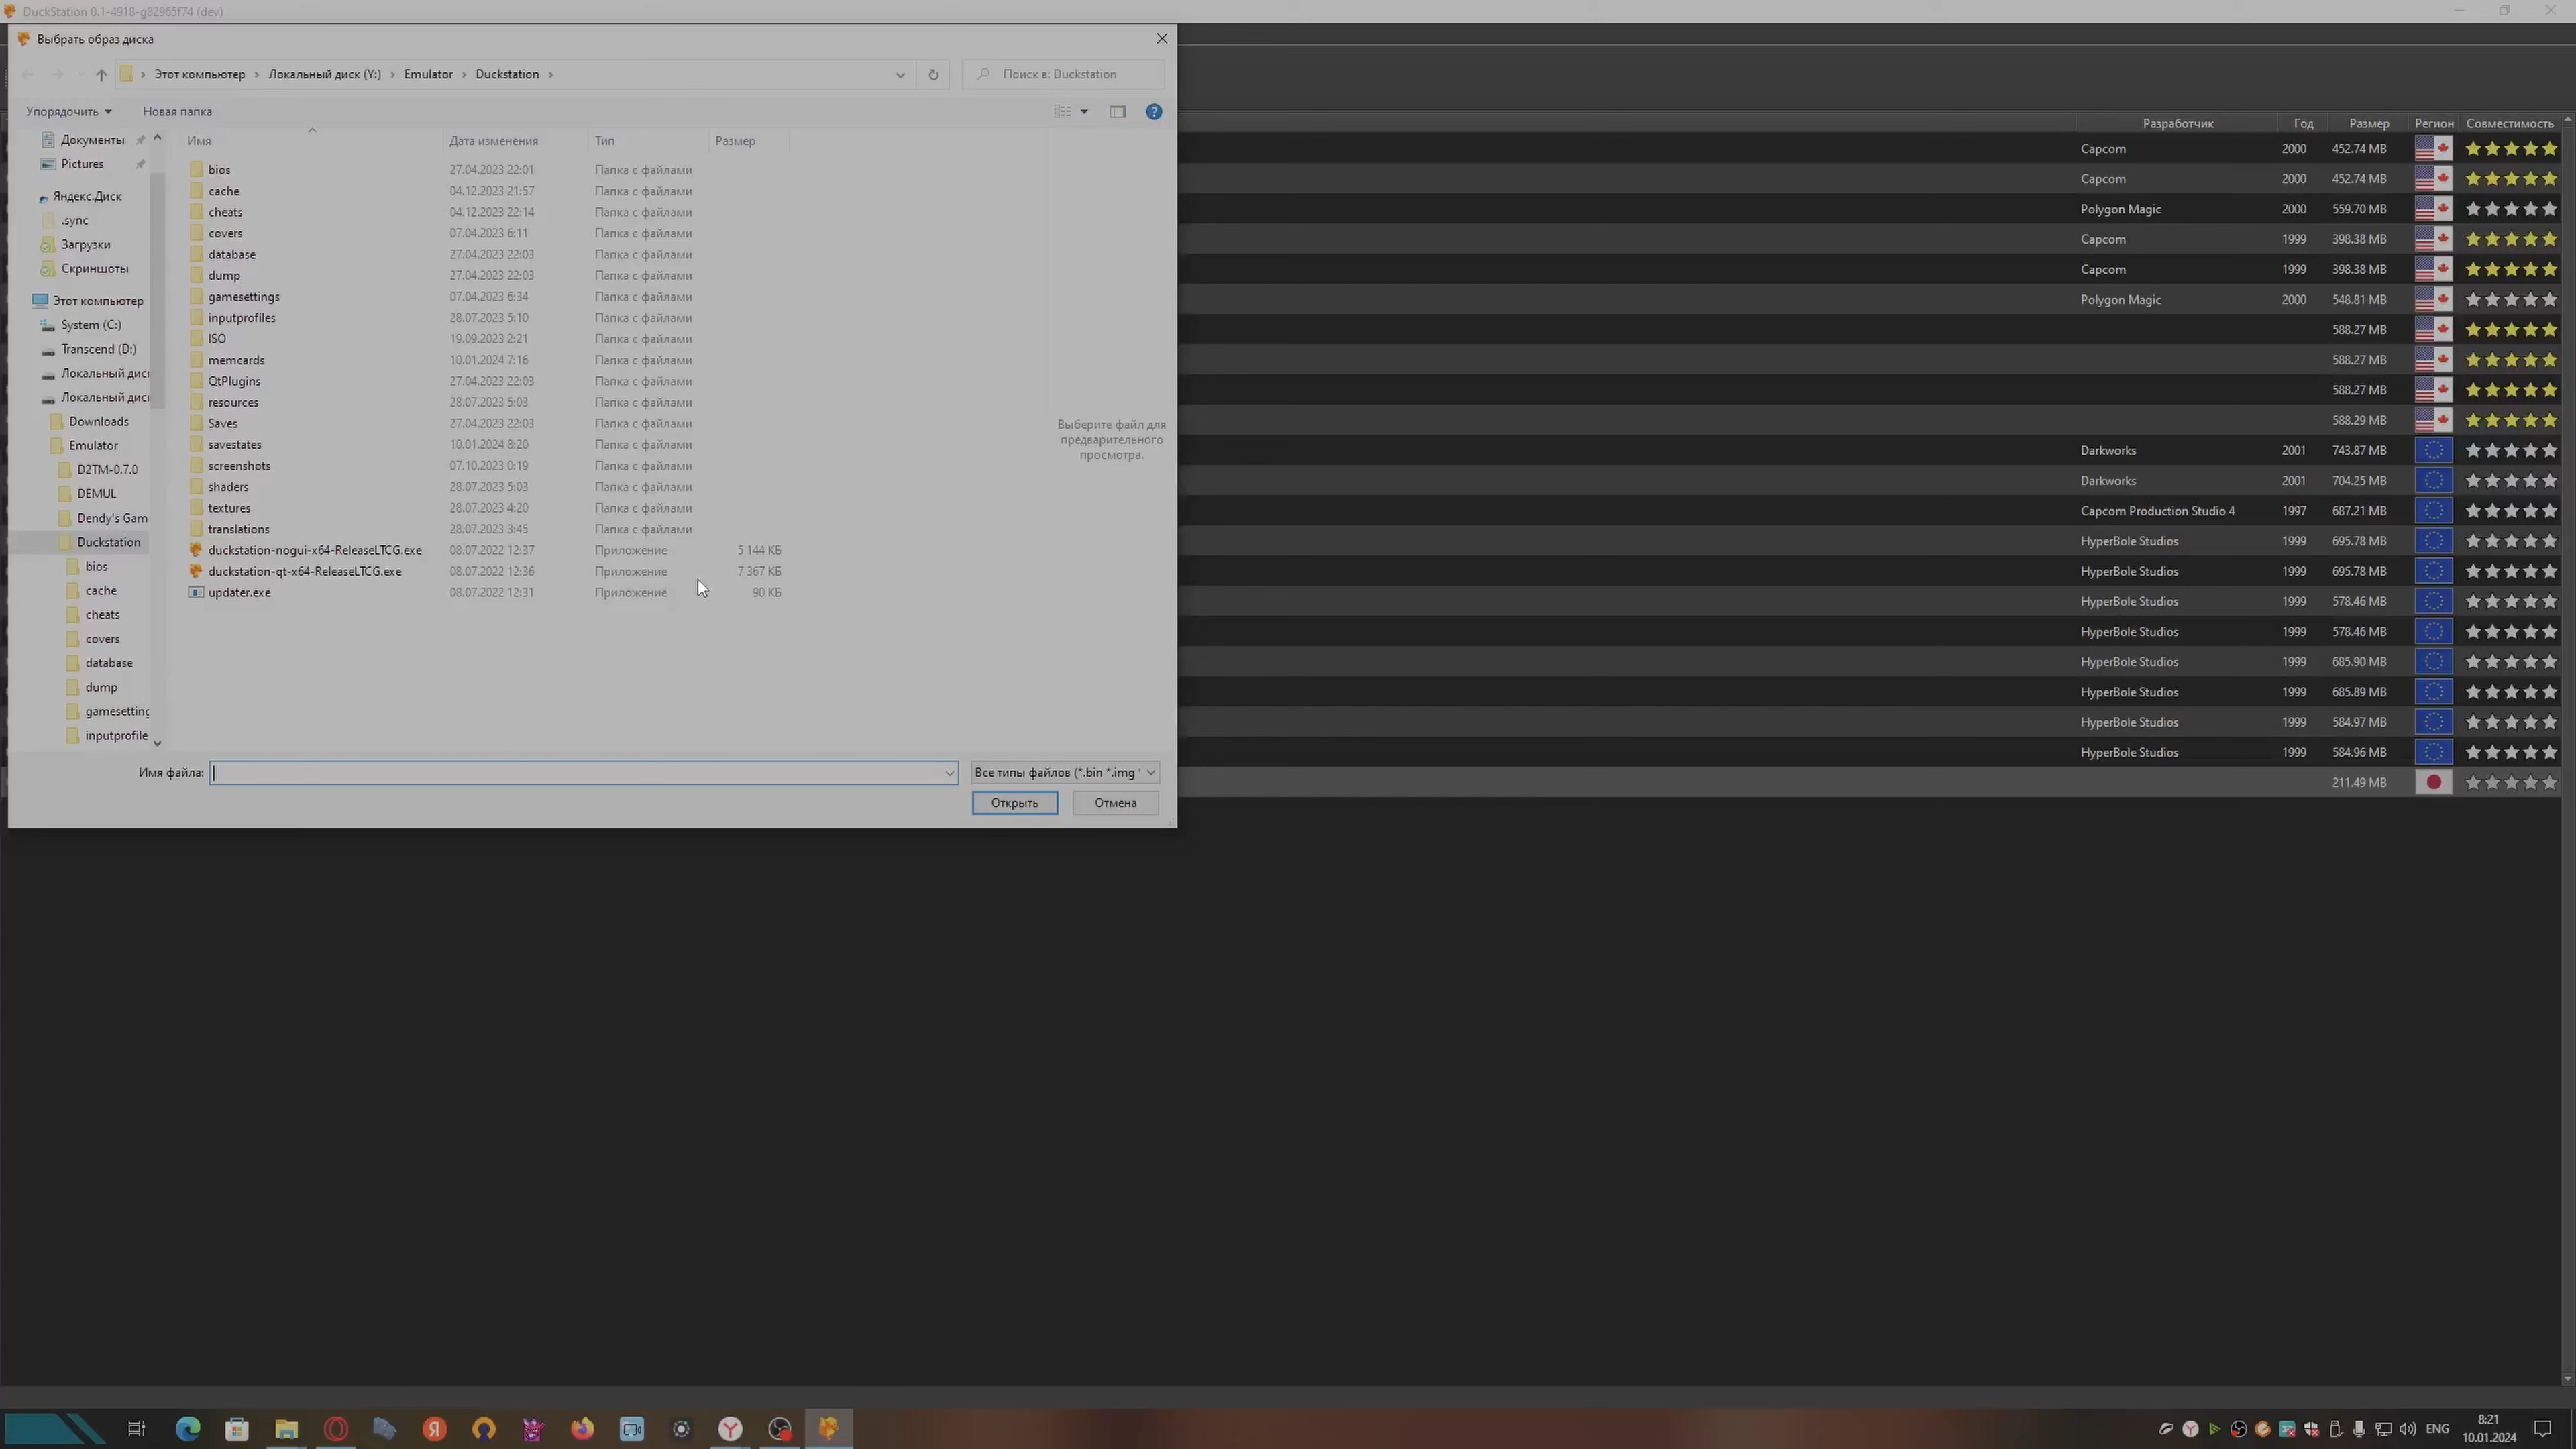 DuckStation 0.1-4918-g82965f74 (dev)
Выбрать образ диска
Этот компьютер
Локальный диск (Y:)
Emulator
Duckstation
Поиск в: Duckstation
Упорядочить
Новая папка
Документы
Pictures
Яндекс.Диск
.sync
Загрузки
Скриншоты
Этот компьютер
System (C:)
Transcend (D:)
Локальный дис
Локальный дис
Downloads
Emulator
D2TM-0.7.0
DEMUL
Dendy's Gam
Duckstation
bios
cache
cheats
covers
database
dump
gamesetting
inputprofile
Имя Дата изменения Тип Размер
bios 27.04.2023 22:01 Папка с файлами
cache 04.12.2023 21:57 Папка с файлами
cheats 04.12.2023 22:14 Папка с файлами
covers 07.04.2023 6:11 Папка с файлами
database 27.04.2023 22:03 Папка с файлами
dump 27.04.2023 22:03 Папка с файлами
gamesettings 07.04.2023 6:34 Папка с файлами
inputprofiles 28.07.2023 5:10 Папка с файлами
ISO 19.09.2023 2:21 Папка с файлами
memcards 10.01.2024 7:16 Папка с файлами
QtPlugins 27.04.2023 22:03 Папка с файлами
resources 28.07.2023 5:03 Папка с файлами
Saves 27.04.2023 22:03 Папка с файлами
savestates 10.01.2024 8:20 Папка с файлами
screenshots 07.10.2023 0:19 Папка с файлами
shaders 28.07.2023 5:03 Папка с файлами
textures 28.07.2023 4:20 Папка с файлами
translations 28.07.2023 3:45 Папка с файлами
duckstation-nogui-x64-ReleaseLTCG.exe 08.07.2022 12:37 Приложение 5 144 КБ
duckstation-qt-x64-ReleaseLTCG.exe 08.07.2022 12:36 Приложение 7 367 КБ
updater.exe 08.07.2022 12:31 Приложение 90 КБ
Выберите файл для
предварительного
просмотра.
Имя файла:
Все типы файлов (*.bin *.img *
Открыть
Отмена
Разработчик Год Размер Регион Совместимость
Capcom 2000 452.74 MB
Capcom 2000 452.74 MB
Polygon Magic 2000 559.70 MB
Capcom 1999 398.38 MB
Capcom 1999 398.38 MB
Polygon Magic 2000 548.81 MB
588.27 MB
588.27 MB
588.27 MB
588.29 MB
Darkworks 2001 743.87 MB
Darkworks 2001 704.25 MB
Capcom Production Studio 4 1997 687.21 MB
HyperBole Studios 1999 695.78 MB
HyperBole Studios 1999 695.78 MB
HyperBole Studios 1999 578.46 MB
HyperBole Studios 1999 578.46 MB
HyperBole Studios 1999 685.90 MB
HyperBole Studios 1999 685.89 MB
HyperBole Studios 1999 584.97 MB
HyperBole Studios 1999 584.96 MB
211.49 MB
ENG
8:21
10.01.2024